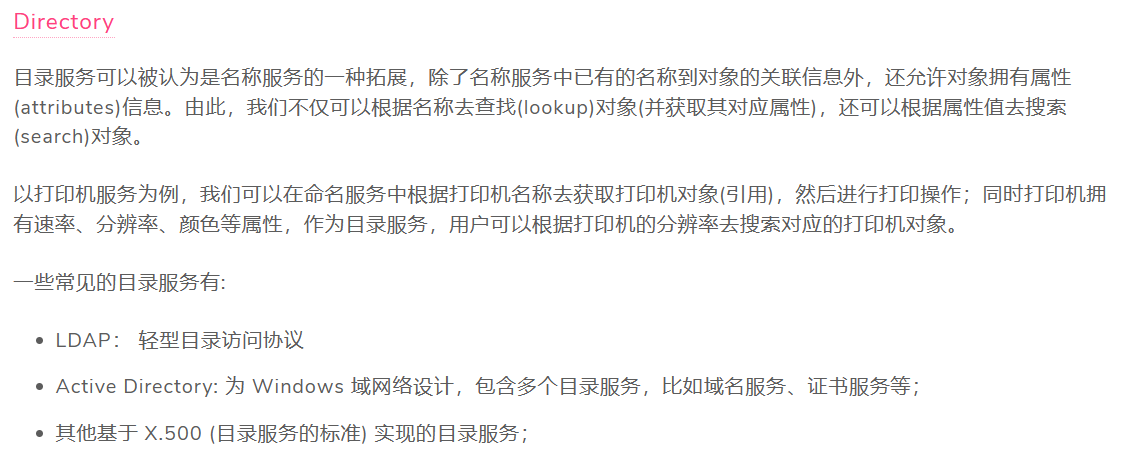 Directory
目录服务可以被认为是名称服务的一种拓展，除了名称服务中已有的名称到对象的关联信息外，还允许对象拥有属性
(attributes)信息。由此，我们不仅可以根据名称去查找(lookup)对象(并获取其对应属性)，还可以根据属性值去搜索
(search)对象。
以打印机服务为例，我们可以在命名服务中根据打印机名称去获取打印机对象(引用)，然后进行打印操作；同时打印机拥
有速率、分辨率、颜色等属性，作为目录服务，用户可以根据打印机的分辨率去搜索对应的打印机对象。
一些常见的目录服务有:
• LDAP： 轻型目录访问协议
• Active Directory: 为 Windows 域网络设计，包含多个目录服务，比如域名服务、证书服务等；
• 其他基于 X.500 (目录服务的标准) 实现的目录服务；